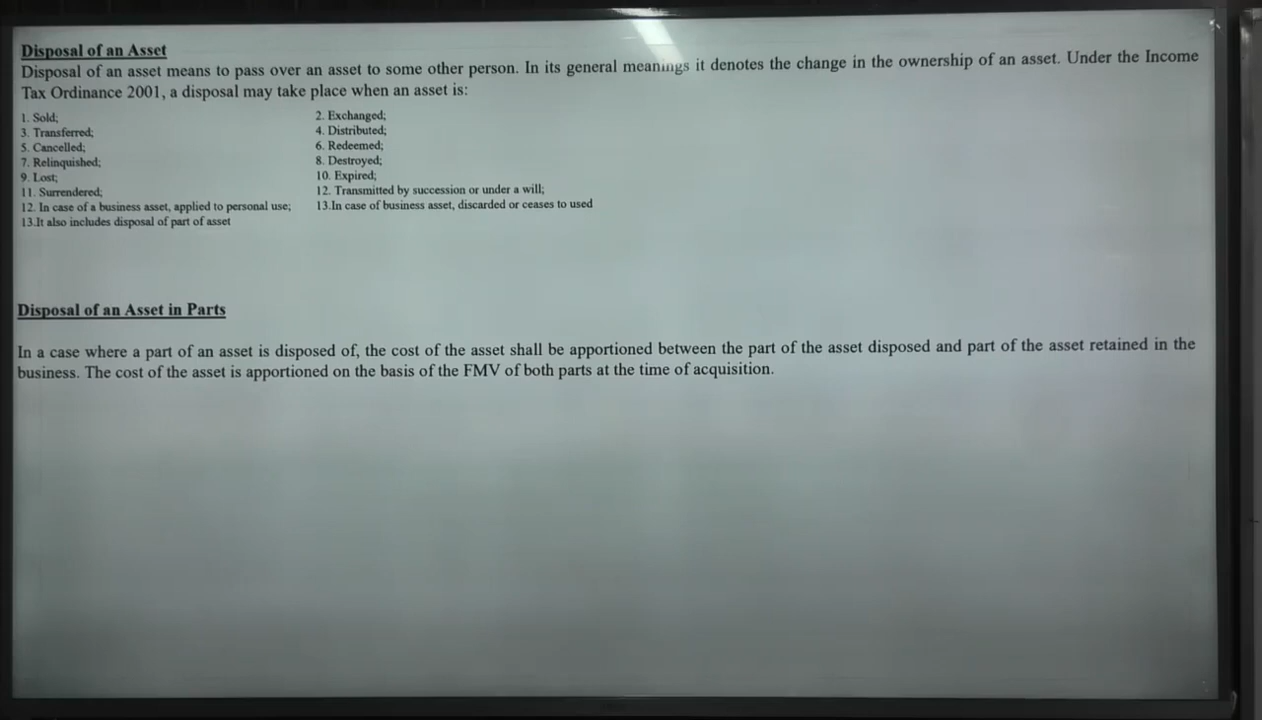 Disposal of an Asset
Disposal of an asset means to pass over an asset to some other person. In its general meanings it denotes the change in the ownership of an asset. Under the Income
Tax Ordinance 2001, a disposal may take place when an asset is:
1. Sold; 2. Exchanged;
3. Transferred; 4. Distributed;
5. Cancelled; 6. Redeemed;
7. Relinquished; 8. Destroyed;
9. Lost; 10. Expired;
11. Surrendered; 12. Transmitted by succession or under a will;
12. In case of a business asset, applied to personal use; 13.In case of business asset, discarded or ceases to used
13.It also includes disposal of part of asset
Disposal of an Asset in Parts
In a case where a part of an asset is disposed of, the cost of the asset shall be apportioned between the part of the asset disposed and part of the asset retained in the
business. The cost of the asset is apportioned on the basis of the FMV of both parts at the time of acquisition.